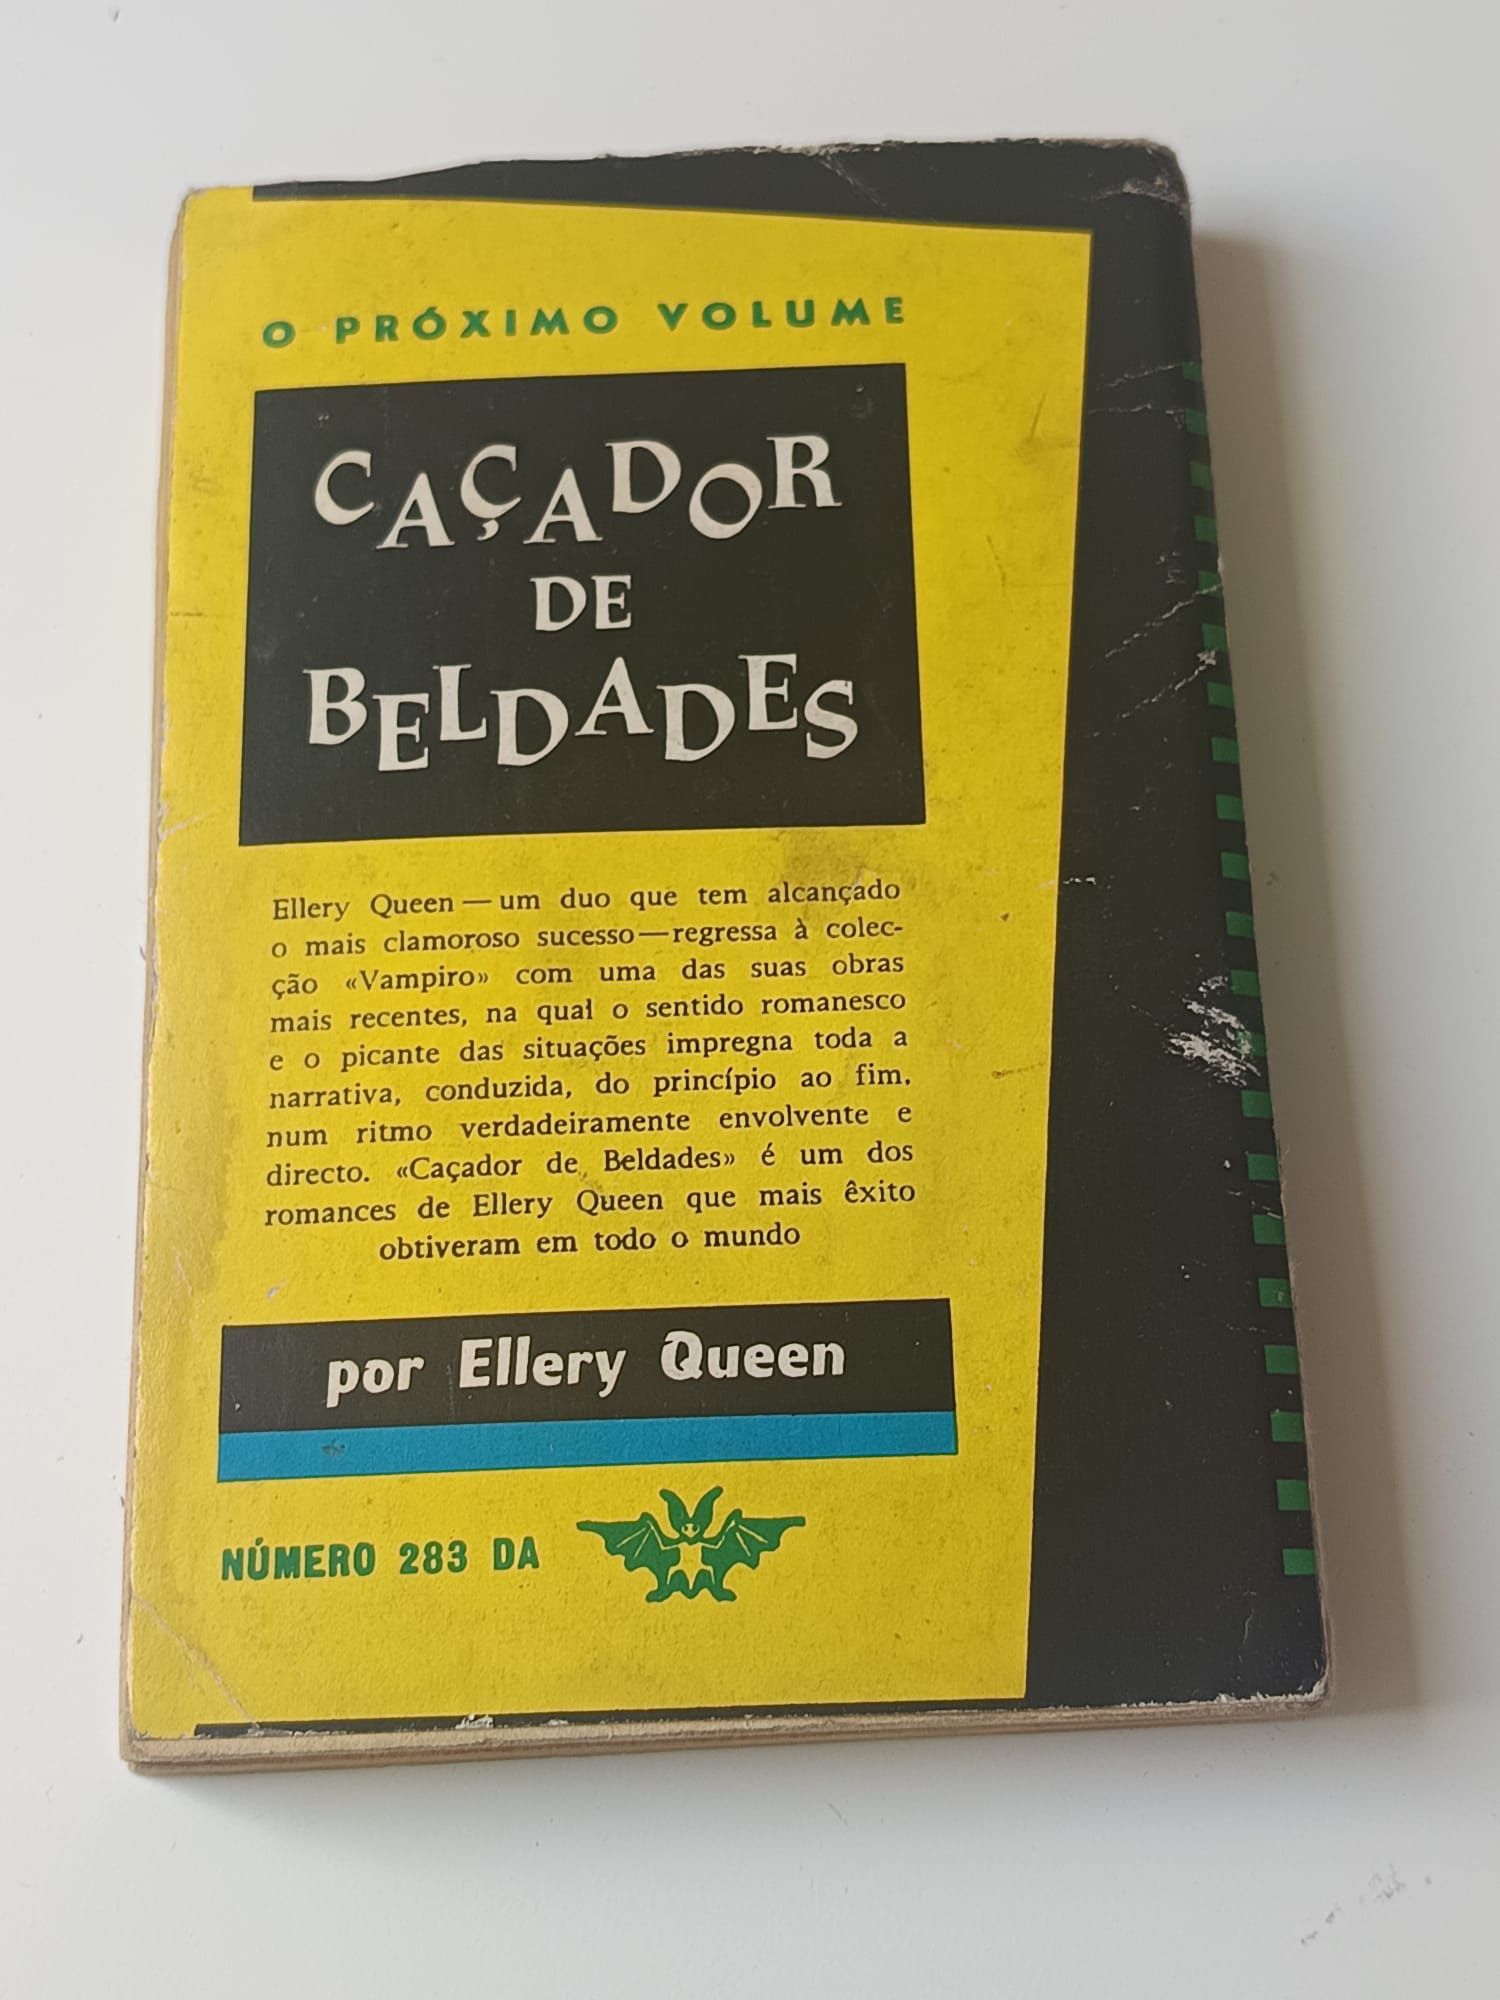 O PRÓXIMO VOLUME
CAÇADOR
DE
BELDADES
Ellery Queen — um duo que tem alcançado
o mais clamoroso sucesso — regressa à colec-
ção «Vampiro» com uma das suas obras
mais recentes, na qual o sentido romanesco
e o picante das situações impregna toda a
narrativa, conduzida, do princípio ao fim,
num ritmo verdadeiramente envolvente e
directo. «Caçador de Beldades» é um dos
romances de Ellery Queen que mais êxito
obtiveram em todo o mundo
por Ellery Queen
NÚMERO 283 DA